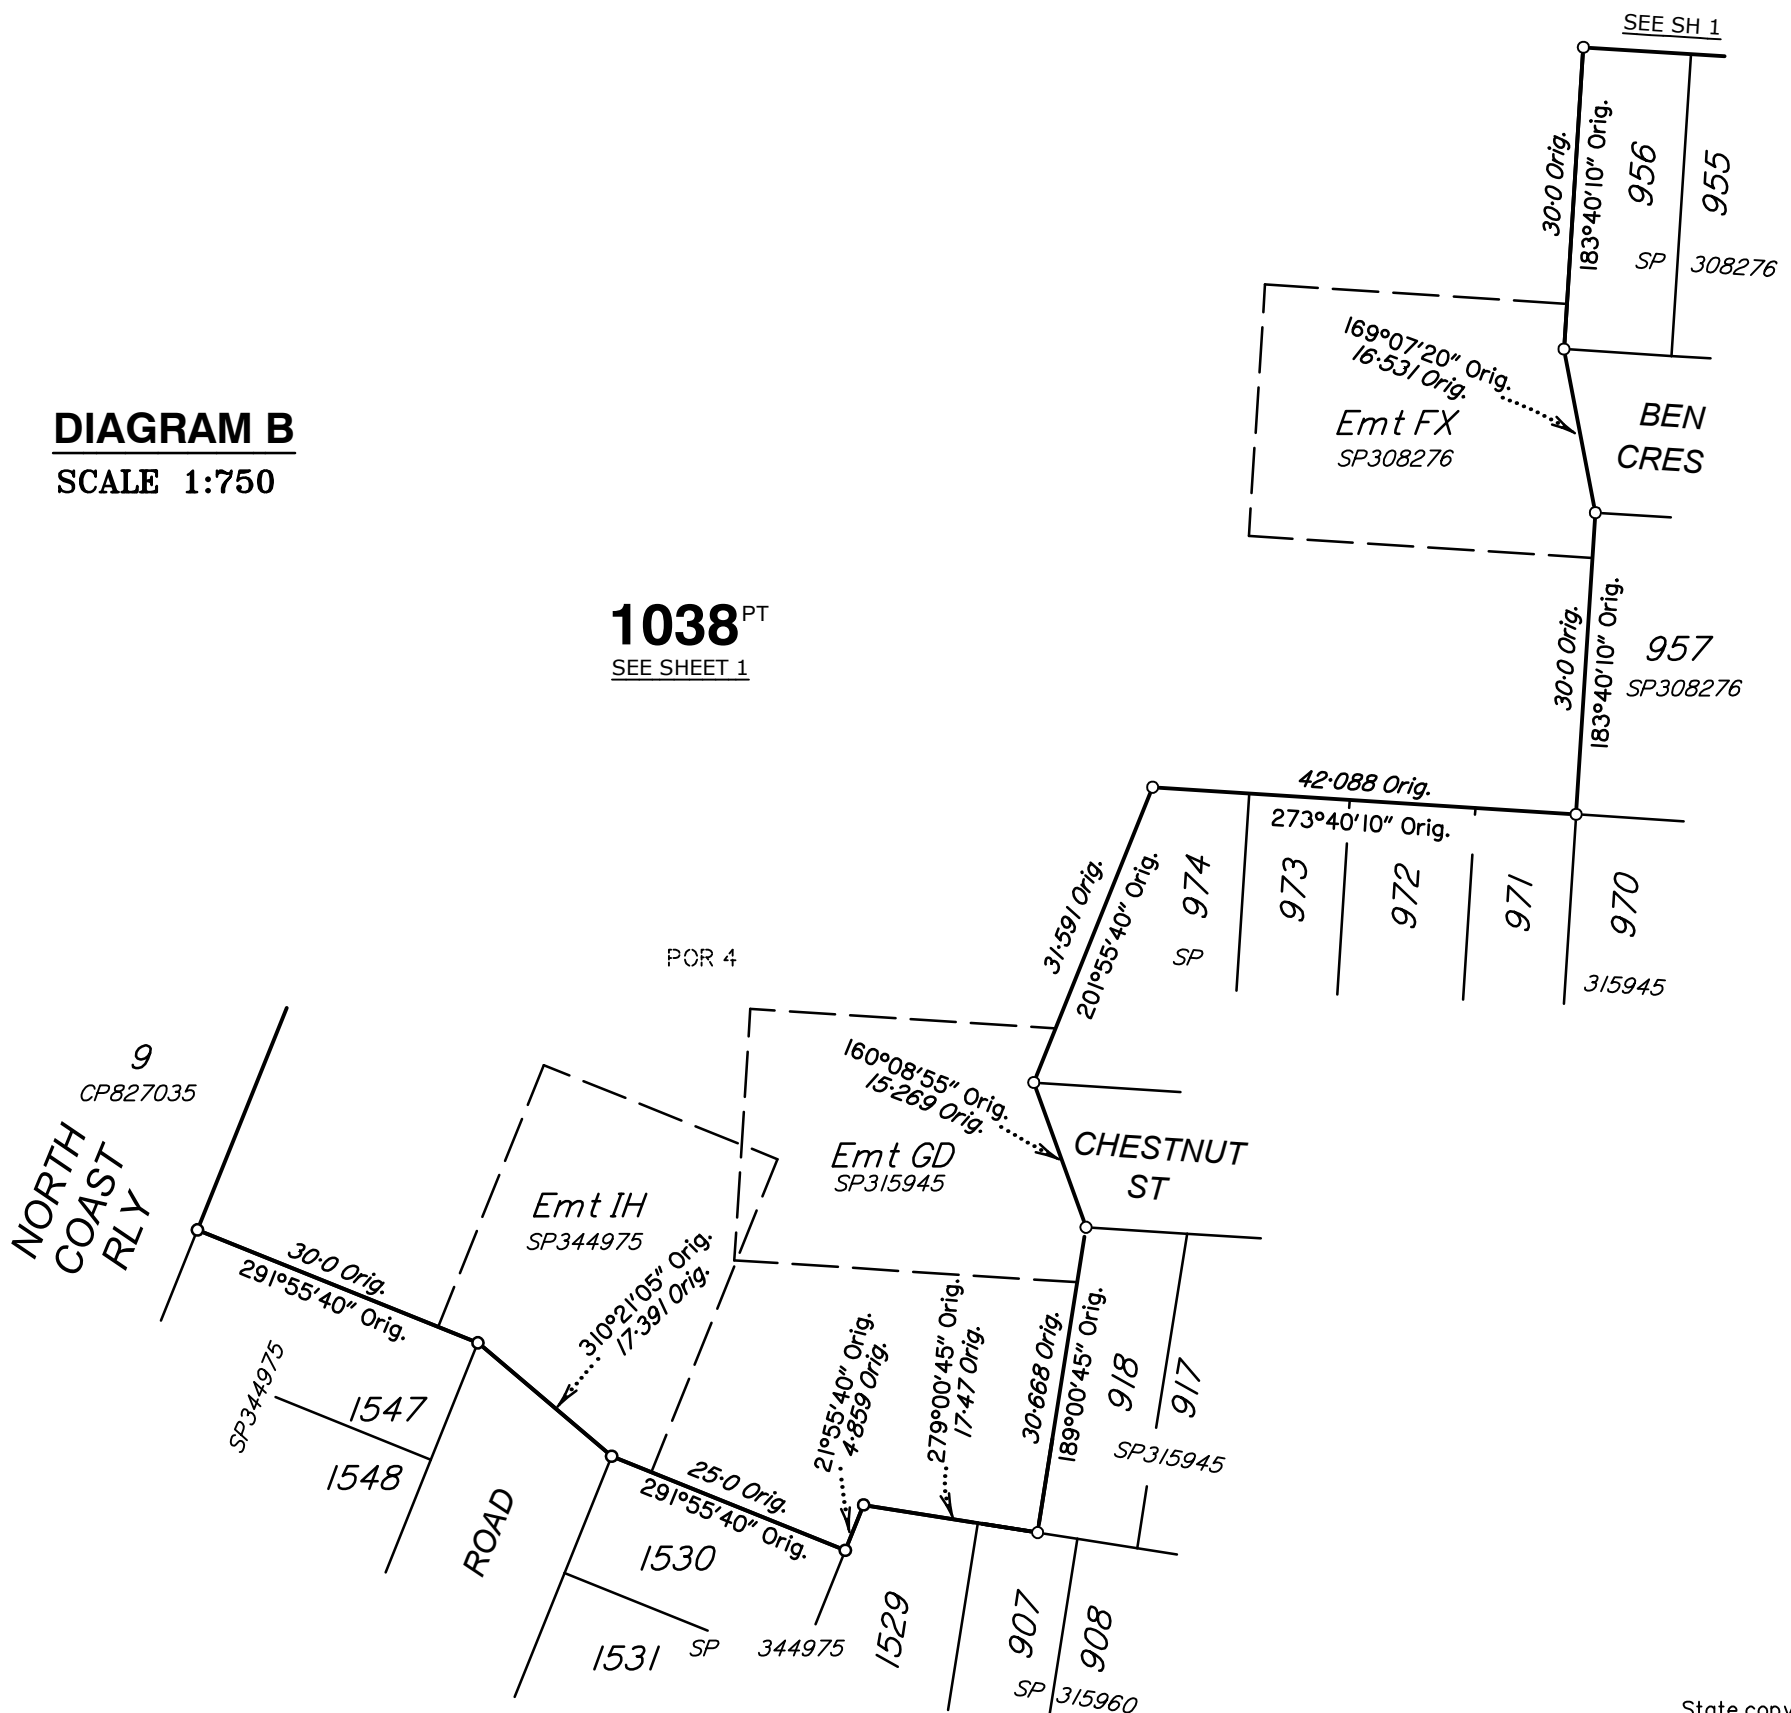 SEE SH 1
30·0 Orig.
183°40'10" Orig.
956
955
SP 308276
169°07'20" Orig.
16·531 Orig.
Emt FX
SP308276
BEN
CRES
DIAGRAM B
SCALE 1:750
1038 PT
SEE SHEET 1
30·0 Orig.
183°40'10" Orig.
957
SP308276
42·088 Orig.
273°40'10" Orig.
31·591 Orig.
201°55'40" Orig.
974
973
972
971
970
SP
315945
POR 4
9
CP827035
NORTH
COAST
RLY
160°08'55" Orig.
15·269 Orig.
Emt GD
SP315945
CHESTNUT
ST
Emt IH
SP344975
30·0 Orig.
291°55'40" Orig.
310°21'05" Orig.
17·391 Orig.
21°55'40" Orig.
4·859 Orig.
279°00'45" Orig.
17·47 Orig.
30·668 Orig.
189°00'45" Orig.
918
917
SP315945
SP344975
1547
1548
ROAD
25·0 Orig.
291°55'40" Orig.
1530
1531
SP 344975
1529
907
908
SP 315960
State copy